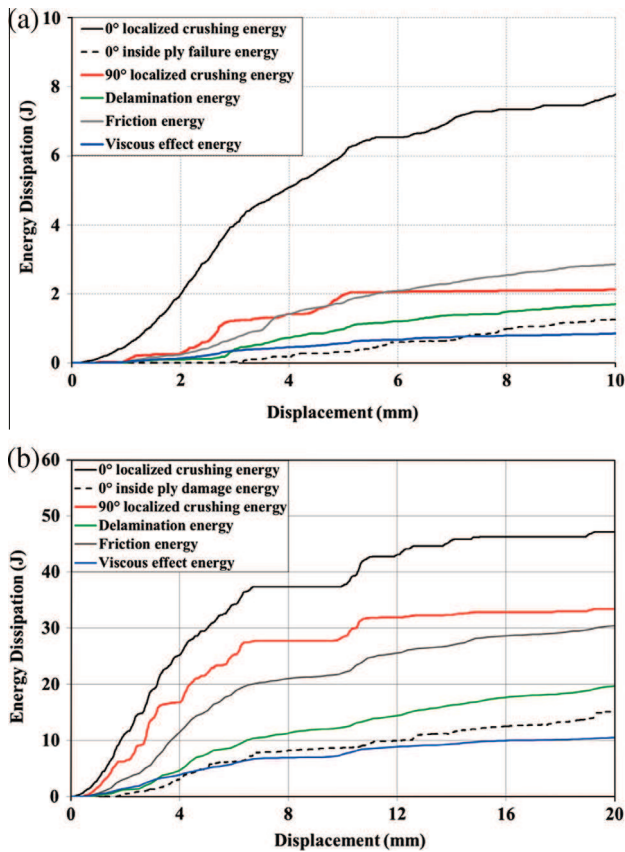 (a)
10
8
6
4
2
0
Energy Dissipation (J)
0° localized crushing energy
0° inside ply failure energy
90° localized crushing energy
Delamination energy
Friction energy
Viscous effect energy
0 2 4 6 8 10
Displacement (mm)
(b)
60
50
40
30
20
10
0
Energy Dissipation (J)
0° localized crushing energy
0° inside ply damage energy
90° localized crushing energy
Delamination energy
Friction energy
Viscous effect energy
0 4 8 12 16 20
Displacement (mm)